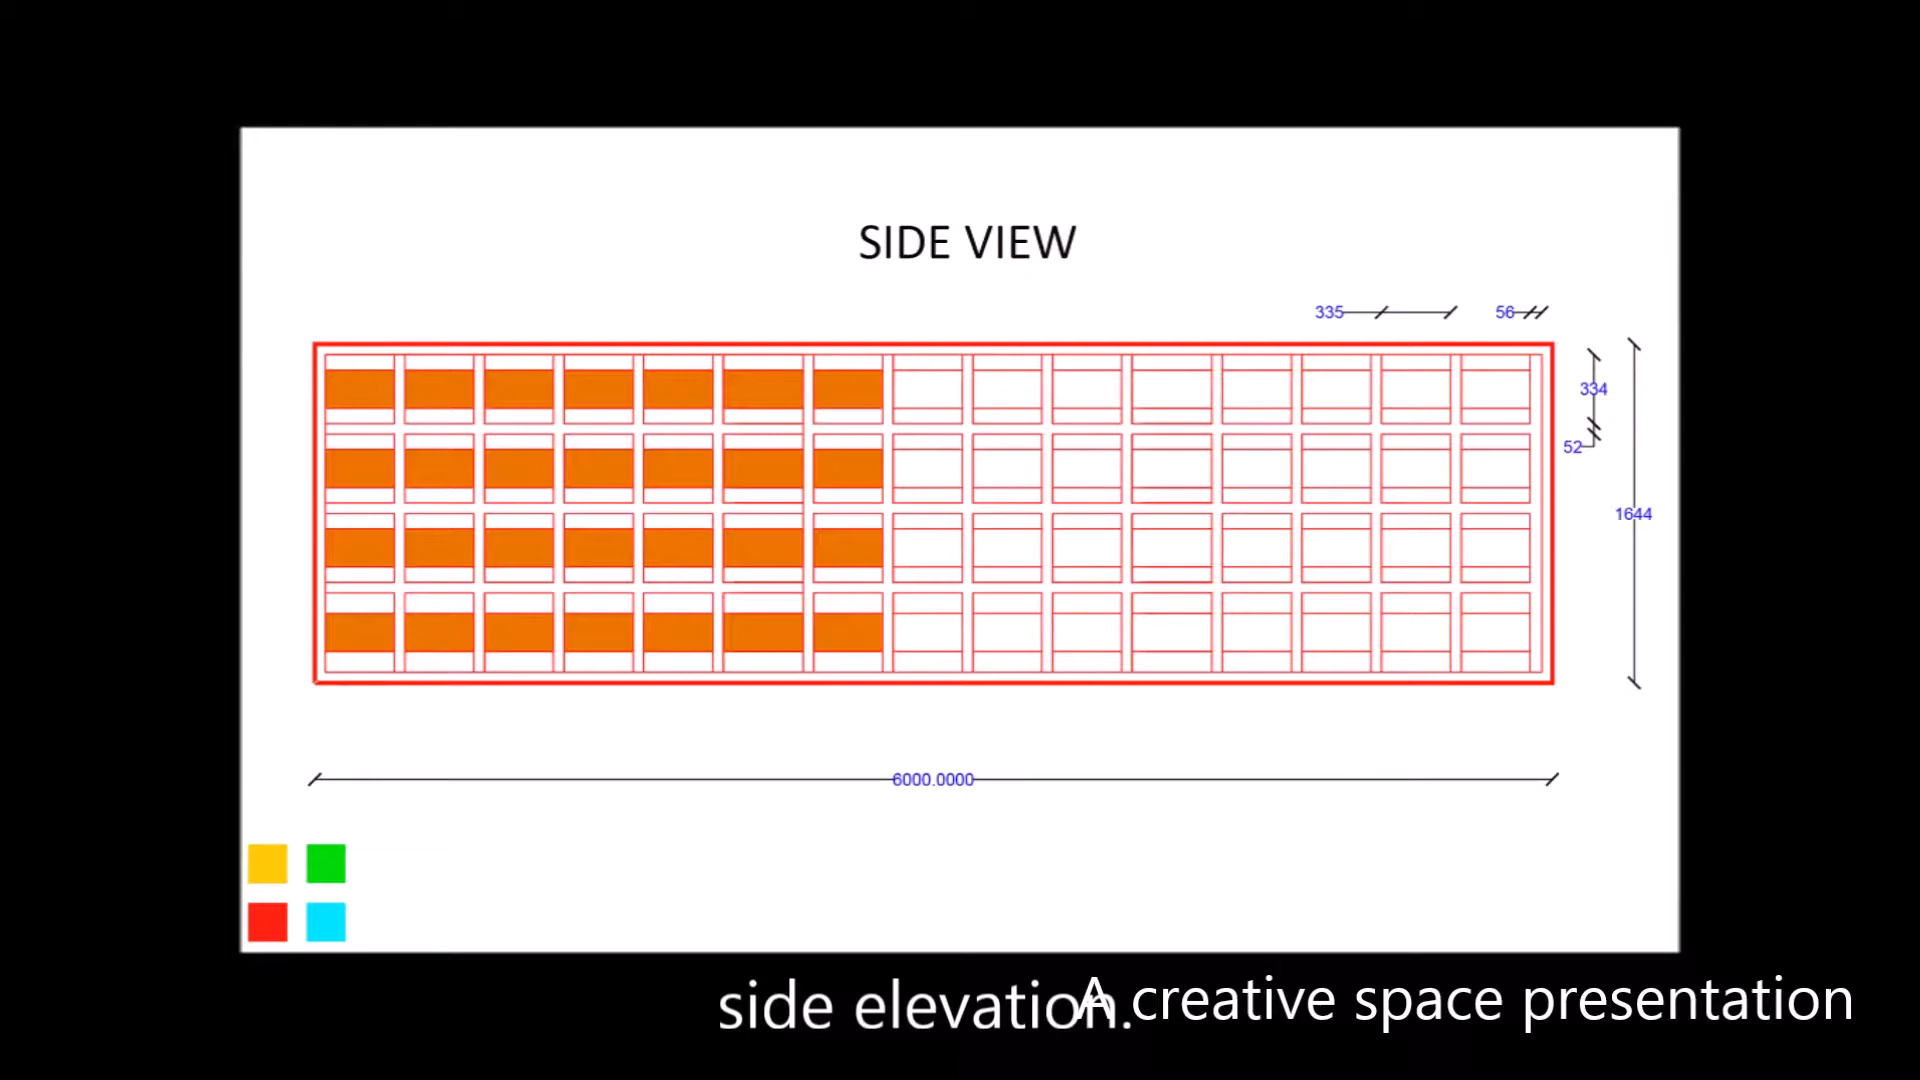 SIDE VIEW
335
56
334
52
1644
6000.0000
side elevation.
A creative space presentation